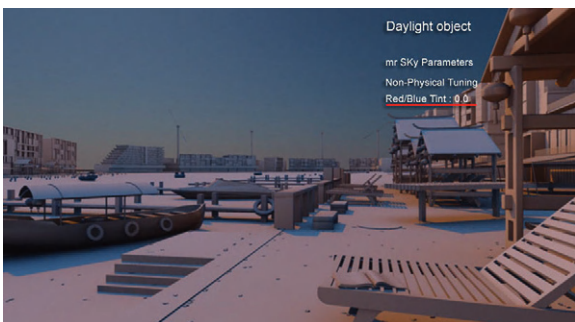 Daylight object
mr SKy Parameters
Non-Physical Tuning
Red/Blue Tint : 0.0